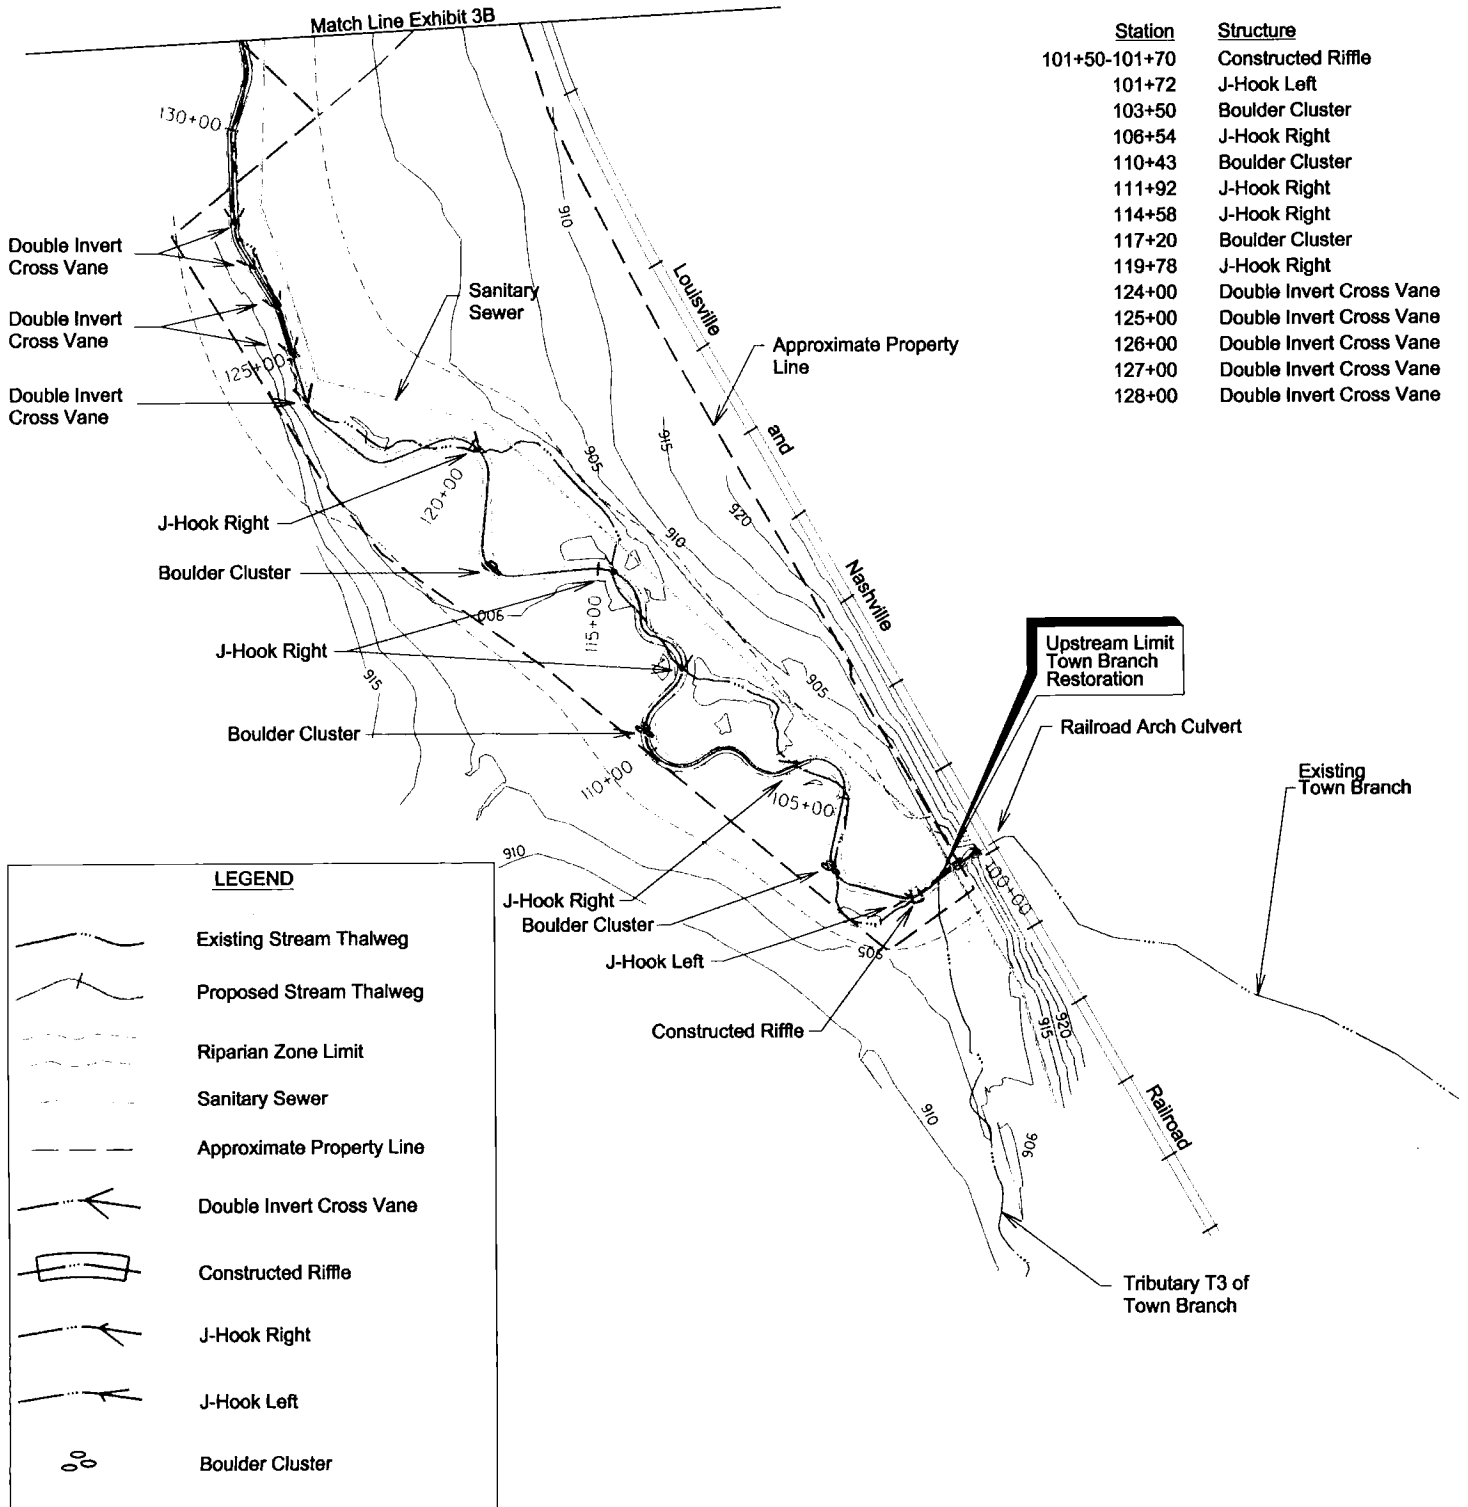 Match Line Exhibit 3B
Station Structure
101+50-101+70 Constructed Riffle
101+72 J-Hook Left
103+50 Boulder Cluster
106+54 J-Hook Right
110+43 Boulder Cluster
111+92 J-Hook Right
114+58 J-Hook Right
117+20 Boulder Cluster
119+78 J-Hook Right
124+00 Double Invert Cross Vane
125+00 Double Invert Cross Vane
126+00 Double Invert Cross Vane
127+00 Double Invert Cross Vane
128+00 Double Invert Cross Vane
130+00
910
Double Invert
Cross Vane
Louisville
Sanitary
Sewer
Double Invert
Cross Vane
Approximate Property
Line
125+00
Double Invert
Cross Vane
and
915
905
120+00
920
J-Hook Right
910
Nashville
Boulder Cluster
900
115+00
J-Hook Right
Upstream Limit
Town Branch
Restoration
915
905
Boulder Cluster
Railroad Arch Culvert
110+00
Existing
Town Branch
105+00
910
100+00
J-Hook Right
Boulder Cluster
J-Hook Left
905
Constructed Riffle
915
920
910
906
Railroad
Tributary T3 of
Town Branch
LEGEND
Existing Stream Thalweg
Proposed Stream Thalweg
Riparian Zone Limit
Sanitary Sewer
Approximate Property Line
Double Invert Cross Vane
Constructed Riffle
J-Hook Right
J-Hook Left
Boulder Cluster